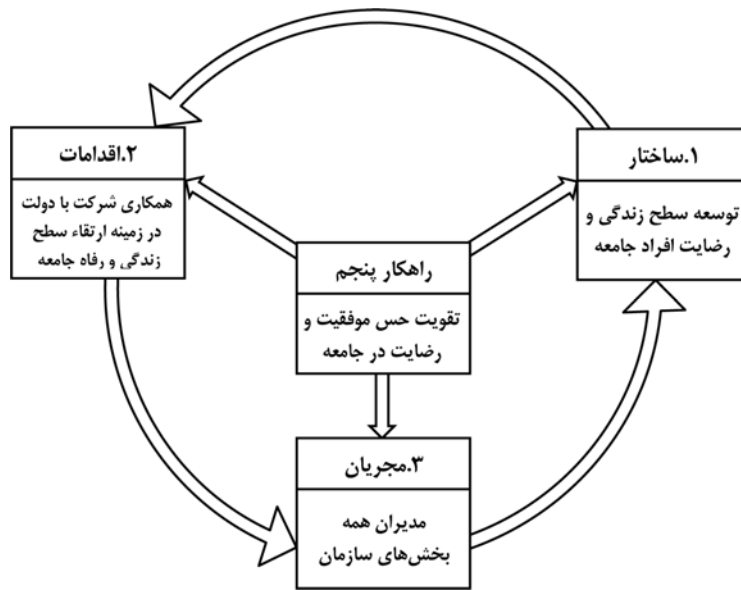 ۱.ساختار
توسعه سطح زندگی و
رضایت افراد جامعه
۲.اقدامات
همکاری شرکت با دولت
در زمینه ارتقاء سطح
زندگی و رفاه جامعه
راهکار پنجم
تقویت حس موفقیت و
رضایت در جامعه
۳.مجریان
مدیران همه
بخش‌های سازمان